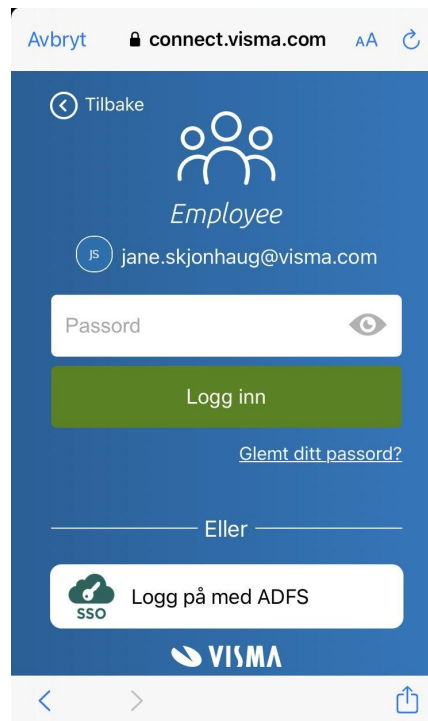 Avbryt connect.visma.com AA
Tilbake
Employee
JS jane.skjonhaug@visma.com
Passord
Logg inn
Glemt ditt passord?
Eller
SSO Logg på med ADFS
VISMA